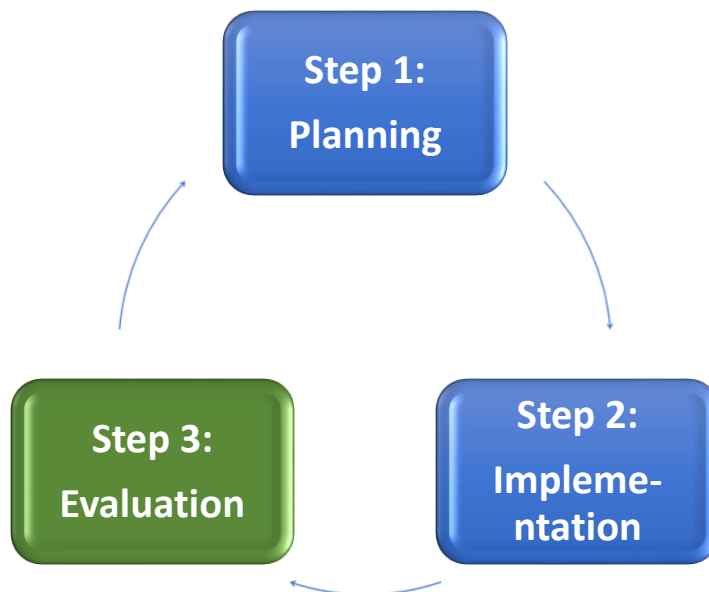 Step 1:
Planning
Step 2:
Impleme-
ntation
Step 3:
Evaluation